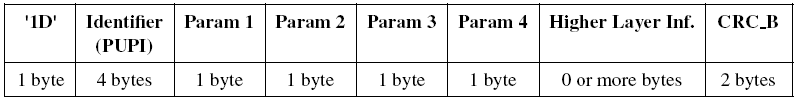 '1D' Identifier Param 1 Param 2 Param 3 Param 4 Higher Layer Inf. CRC_B
(PUPI)
1 byte 4 bytes 1 byte 1 byte 1 byte 1 byte 0 or more bytes 2 bytes